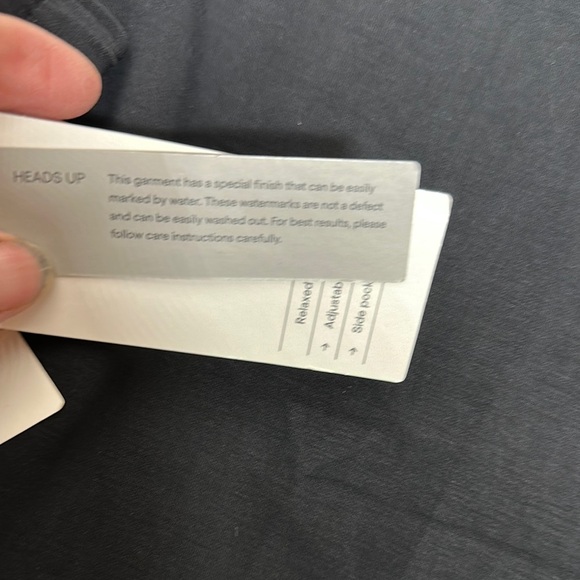 HEADS UP
This garment has a special finish that can be easily
marked by water. These watermarks are not a defect
and can be easily washed out. For best results, please
follow care instructions carefully.
Relaxed
→ Adjustab
→ Side pock